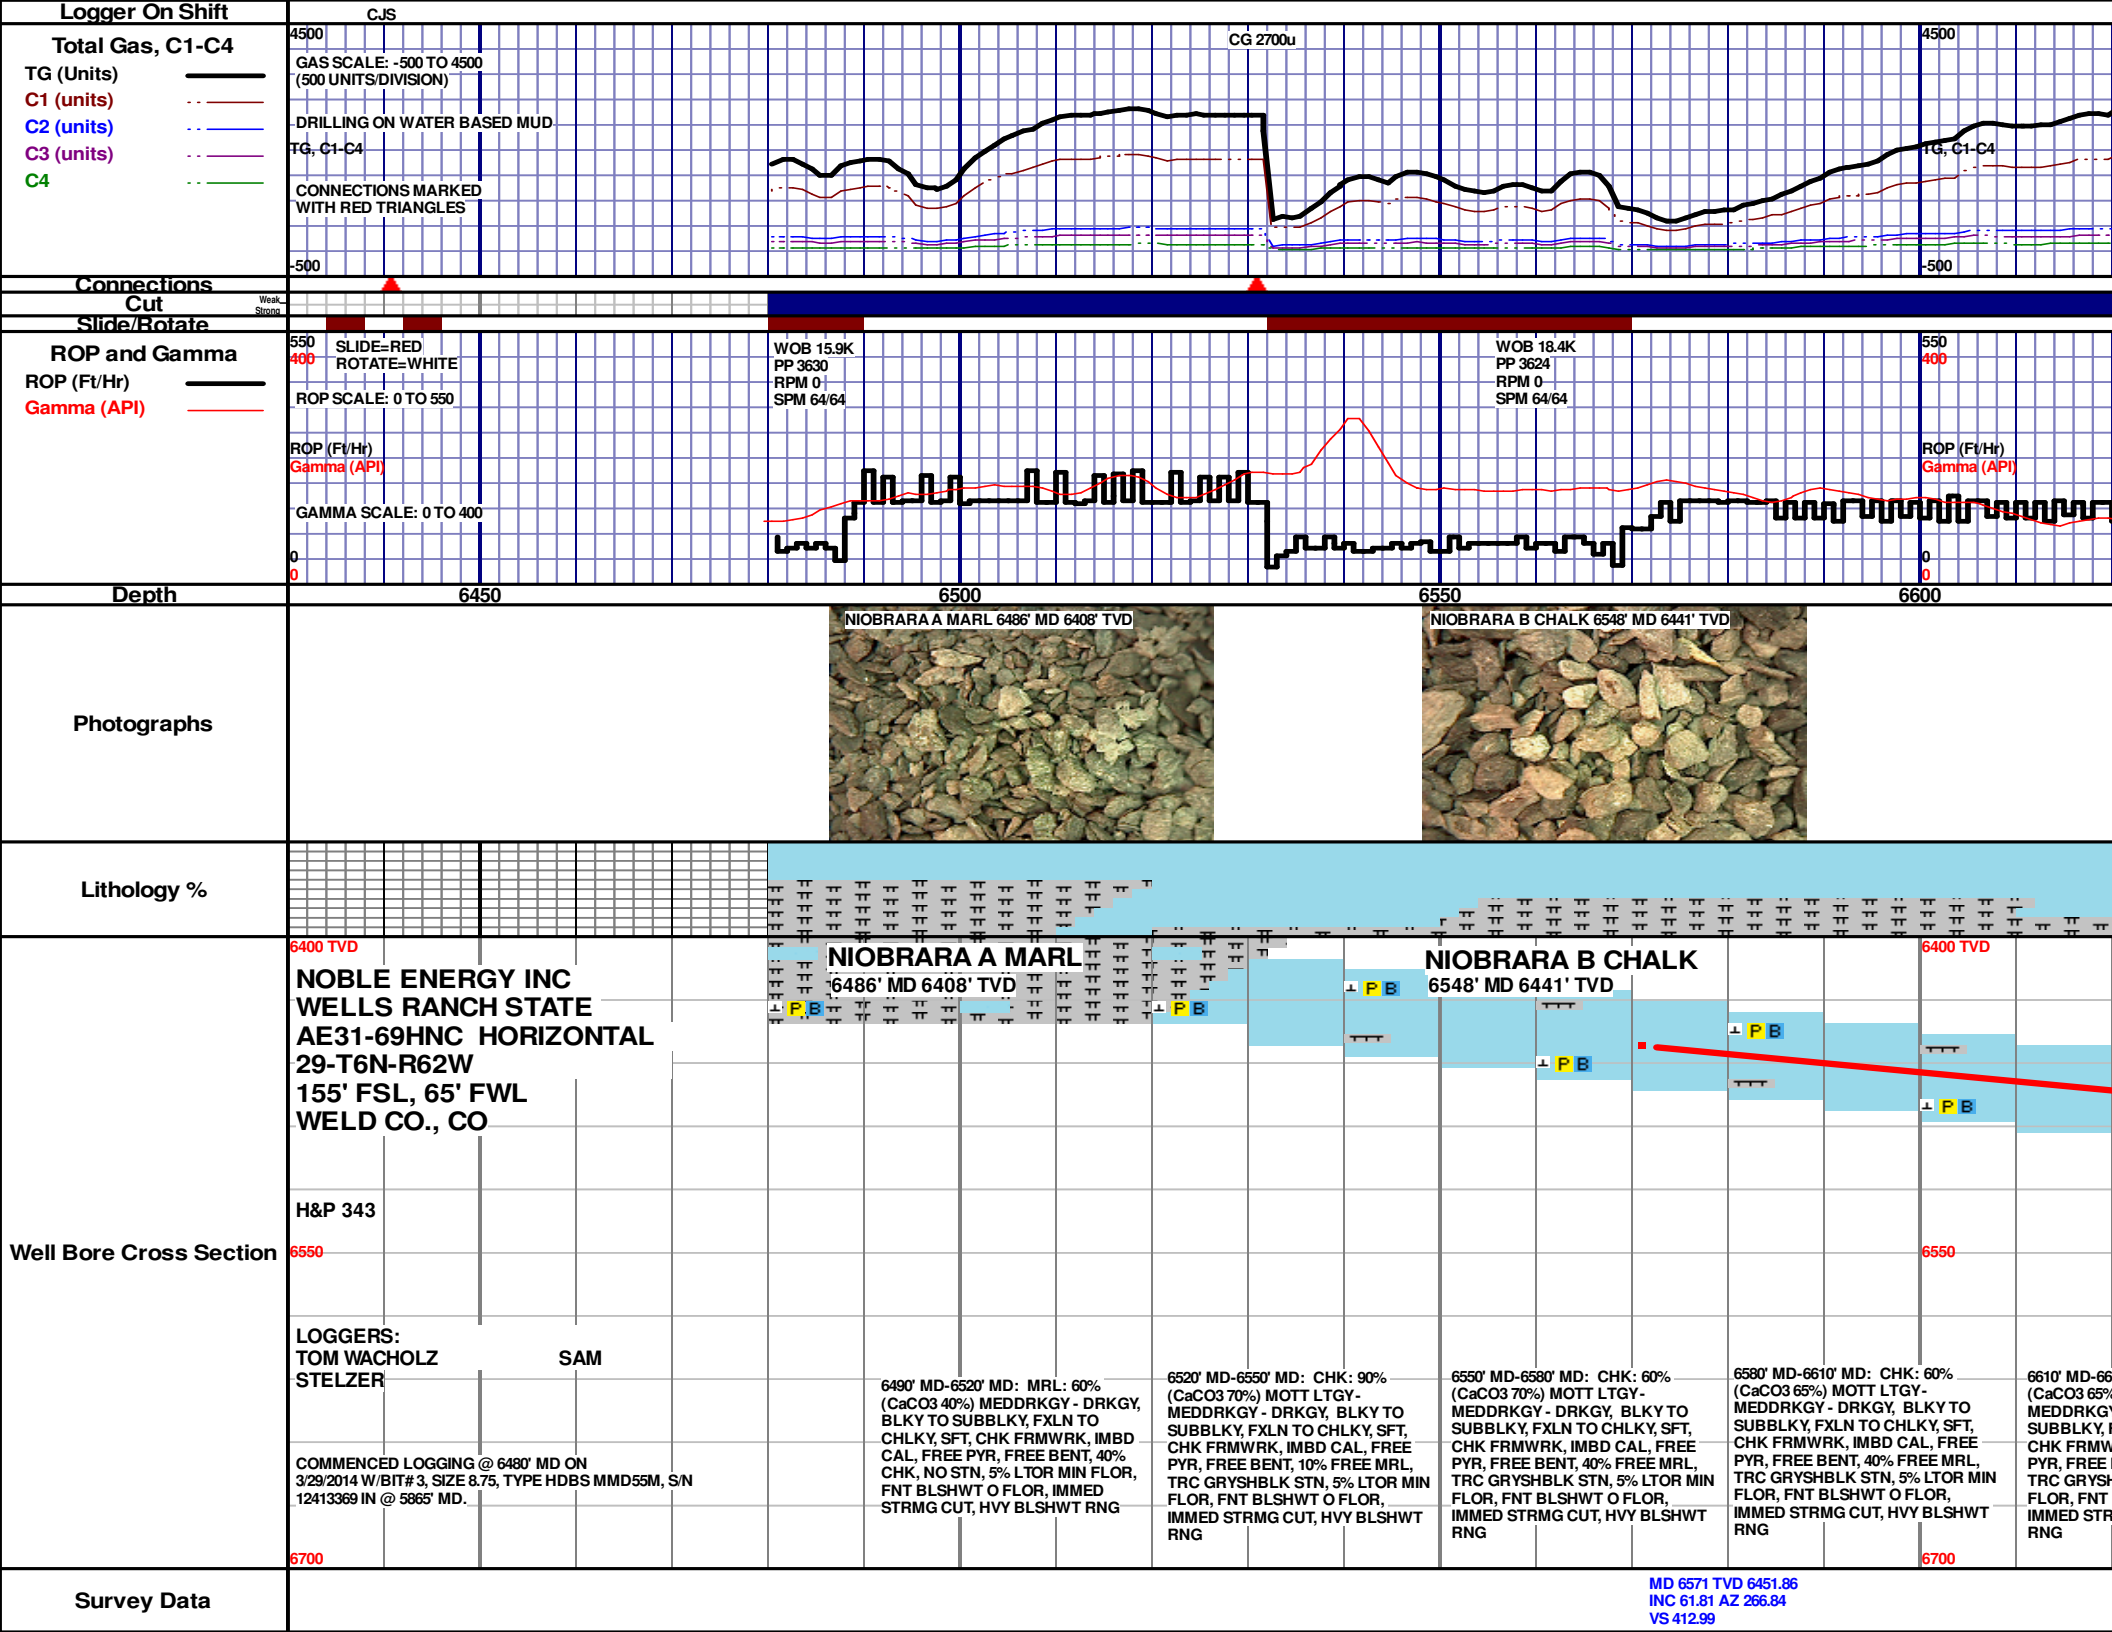 Logger On Shift
CJS
Total Gas, C1-C4
TG (Units)
C1 (units)
C2 (units)
C3 (units)
C4
4500
GAS SCALE: -500 TO 4500
(500 UNITS/DIVISION)
DRILLING ON WATER BASED MUD
TG, C1-C4
CONNECTIONS MARKED
WITH RED TRIANGLES
-500
CG 2700u
4500
TG, C1-C4
-500
Connections
Cut
Weak
Strong
Slide/Rotate
ROP and Gamma
ROP (Ft/Hr)
Gamma (API)
550
400
SLIDE=RED
ROTATE=WHITE
ROP SCALE: 0 TO 550
ROP (Ft/Hr)
Gamma (API)
GAMMA SCALE: 0 TO 400
0
0
WOB 15.9K
PP 3630
RPM 0
SPM 64/64
WOB 18.4K
PP 3624
RPM 0
SPM 64/64
550
400
ROP (Ft/Hr)
Gamma (API)
0
0
Depth
6450
6500
6550
6600
Photographs
NIOBRARA A MARL 6486' MD 6408' TVD
NIOBRARA B CHALK 6548' MD 6441' TVD
Lithology %
Well Bore Cross Section
6400 TVD
NOBLE ENERGY INC
WELLS RANCH STATE
AE31-69HNC HORIZONTAL
29-T6N-R62W
155' FSL, 65' FWL
WELD CO., CO
H&P 343
6550
LOGGERS:
TOM WACHOLZ SAM
STELZER
COMMENCED LOGGING @ 6480' MD ON
3/29/2014 W/BIT# 3, SIZE 8.75, TYPE HDBS MMD55M, S/N
12413369 IN @ 5865' MD.
6700
NIOBRARA A MARL
6486' MD 6408' TVD
P B
P B
P B
NIOBRARA B CHALK
6548' MD 6441' TVD
P B
P B
P B
6400 TVD
6550
6700
6490' MD-6520' MD: MRL: 60%
(CaCO3 40%) MEDDRKGY - DRKGY,
BLKY TO SUBBLKY, FXLN TO
CHLKY, SFT, CHK FRMWRK, IMBD
CAL, FREE PYR, FREE BENT, 40%
CHK, NO STN, 5% LTOR MIN FLOR,
FNT BLSHWT O FLOR, IMMED
STRMG CUT, HVY BLSHWT RNG
6520' MD-6550' MD: CHK: 90%
(CaCO3 70%) MOTT LTGY-
MEDDRKGY - DRKGY, BLKY TO
SUBBLKY, FXLN TO CHLKY, SFT,
CHK FRMWRK, IMBD CAL, FREE
PYR, FREE BENT, 10% FREE MRL,
TRC GRYSHBLK STN, 5% LTOR MIN
FLOR, FNT BLSHWT O FLOR,
IMMED STRMG CUT, HVY BLSHWT
RNG
6550' MD-6580' MD: CHK: 60%
(CaCO3 70%) MOTT LTGY-
MEDDRKGY - DRKGY, BLKY TO
SUBBLKY, FXLN TO CHLKY, SFT,
CHK FRMWRK, IMBD CAL, FREE
PYR, FREE BENT, 40% FREE MRL,
TRC GRYSHBLK STN, 5% LTOR MIN
FLOR, FNT BLSHWT O FLOR,
IMMED STRMG CUT, HVY BLSHWT
RNG
6580' MD-6610' MD: CHK: 60%
(CaCO3 65%) MOTT LTGY-
MEDDRKGY - DRKGY, BLKY TO
SUBBLKY, FXLN TO CHLKY, SFT,
CHK FRMWRK, IMBD CAL, FREE
PYR, FREE BENT, 40% FREE MRL,
TRC GRYSHBLK STN, 5% LTOR MIN
FLOR, FNT BLSHWT O FLOR,
IMMED STRMG CUT, HVY BLSHWT
RNG
6610' MD-66
(CaCO3 65%
MEDDRKGY
SUBBLKY, F
CHK FRMW
PYR, FREE
TRC GRYSH
FLOR, FNT
IMMED STR
RNG
Survey Data
MD 6571 TVD 6451.86
INC 61.81 AZ 266.84
VS 412.99